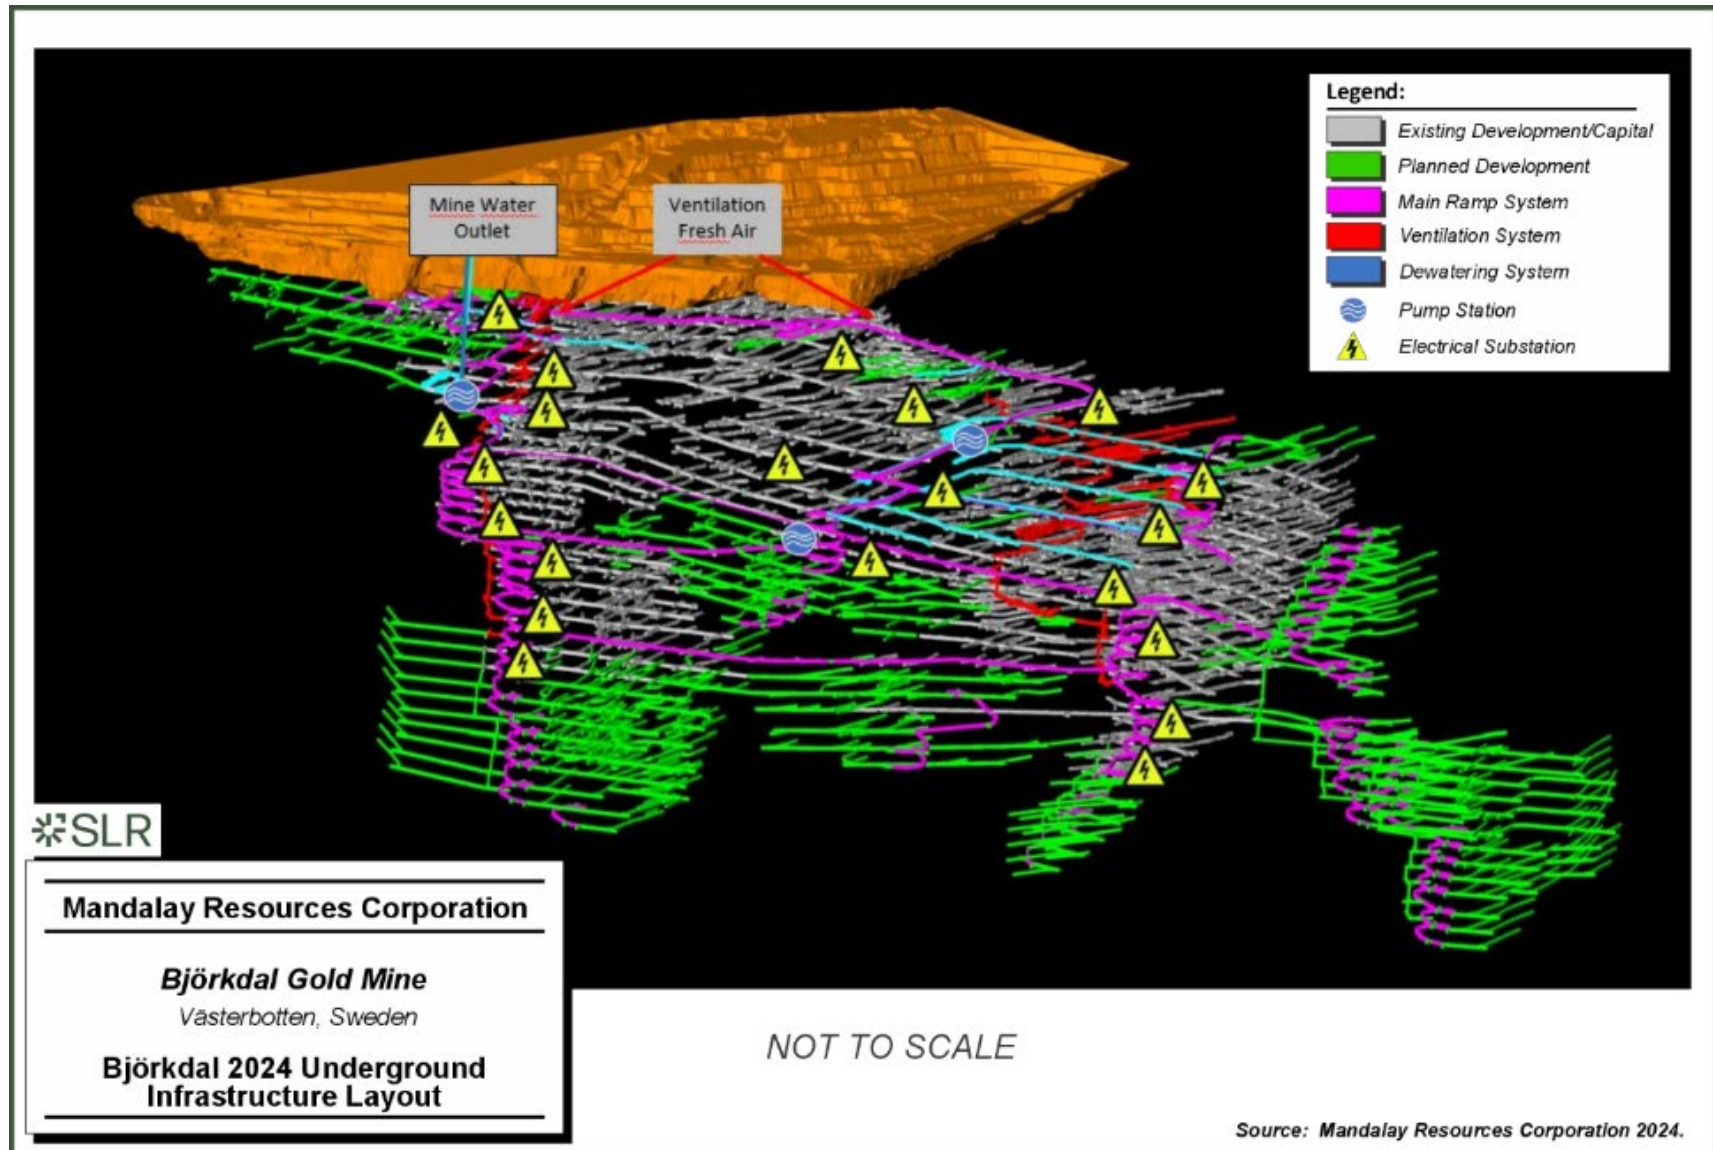 Mine Water
Outlet
Ventilation
Fresh Air
Legend:
Existing Development/Capital
Planned Development
Main Ramp System
Ventilation System
Dewatering System
Pump Station
Electrical Substation
SLR
Mandalay Resources Corporation
Björkdal Gold Mine
Västerbotten, Sweden
Björkdal 2024 Underground
Infrastructure Layout
NOT TO SCALE
Source: Mandalay Resources Corporation 2024.